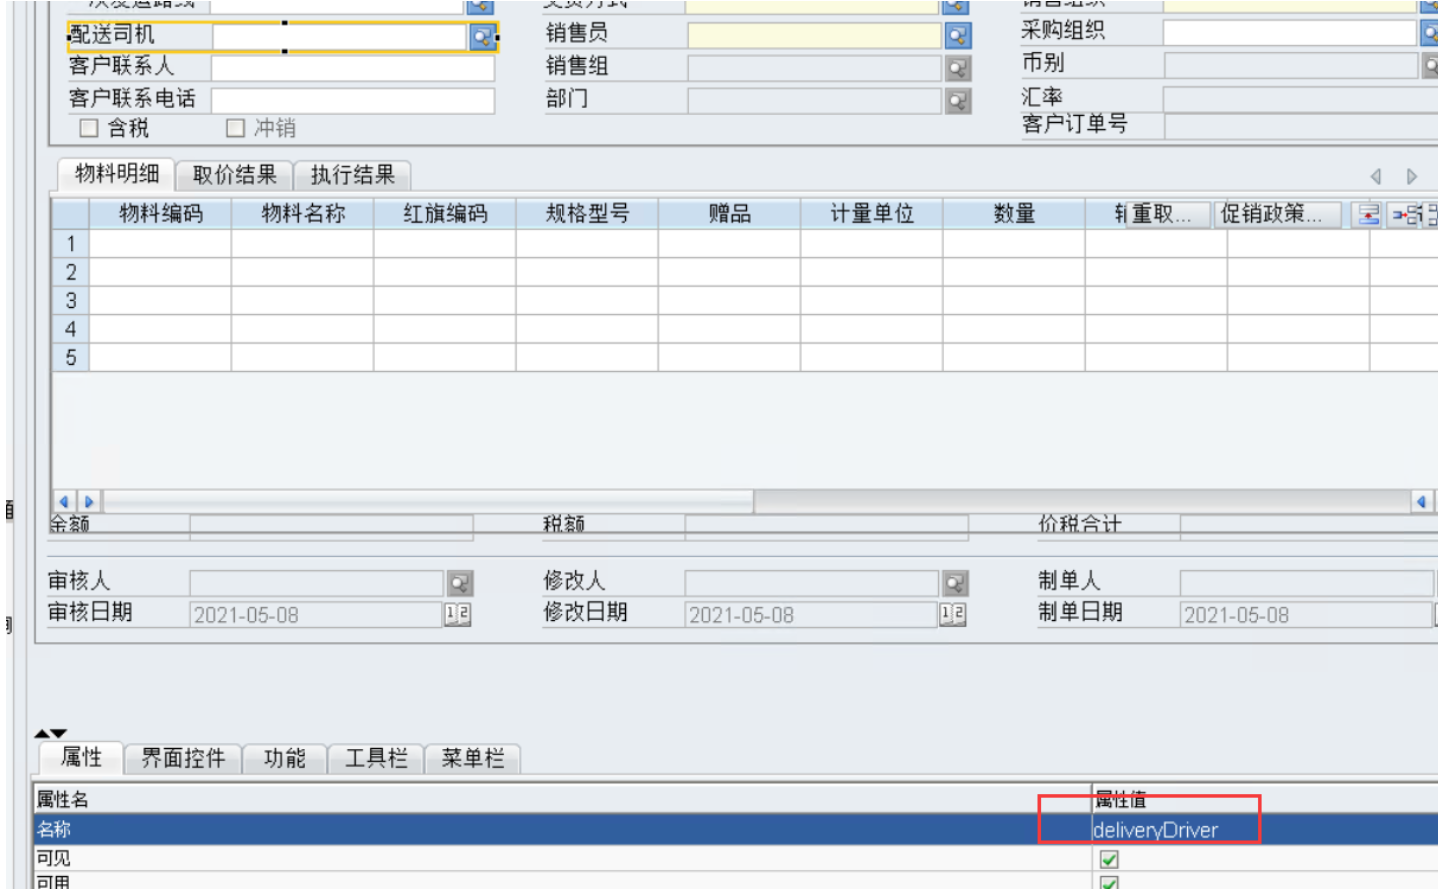 配送司机 销售员 采购组织
客户联系人 销售组 币别
客户联系电话 部门 汇率
含税 冲销 客户订单号
物料明细 取价结果 执行结果
物料编码 物料名称 红旗编码 规格型号 赠品 计量单位 数量 重取... 促销政策...
1
2
3
4
5
金额 税额 价税合计
审核人 修改人 制单人
审核日期 2021-05-08 修改日期 2021-05-08 制单日期 2021-05-08
属性 界面控件 功能 工具栏 菜单栏
属性名 属性值
名称 deliveryDriver
可见
可用